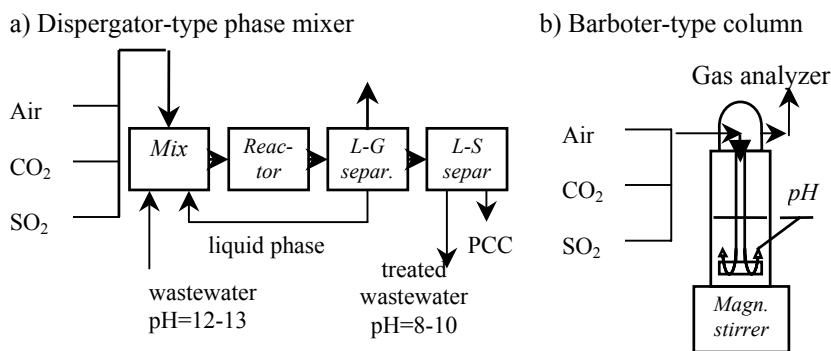 a) Dispergator-type phase mixer
Air
CO₂
SO₂
Mix
Reac-
tor
L-G
separ.
L-S
separ
liquid phase
PCC
wastewater
pH=12-13
treated
wastewater
pH=8-10
b) Barboter-type column
Gas analyzer
Air
CO₂
SO₂
pH
Magn.
stirrer